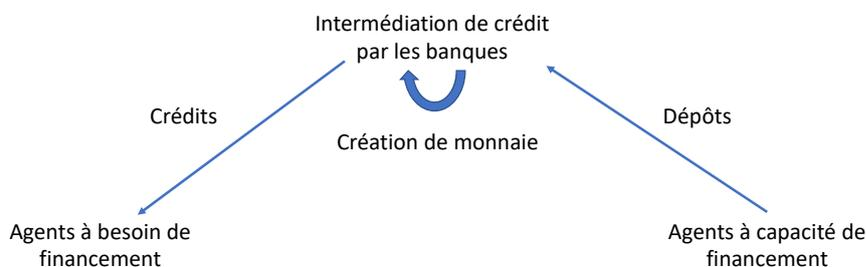 Intermédiation de crédit
par les banques
Crédits
Dépôts
Création de monnaie
Agents à besoin de
financement
Agents à capacité de
financement